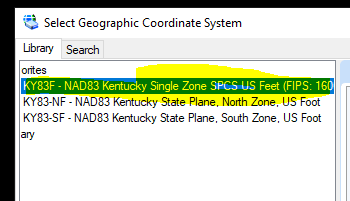 Select Geographic Coordinate System
Library Search
orites
KY83F - NAD83 Kentucky Single Zone SPCS US Feet (FIPS: 160
KY83-NF - NAD83 Kentucky State Plane, North Zone, US Foot
KY83-SF - NAD83 Kentucky State Plane, South Zone, US Foot
ary